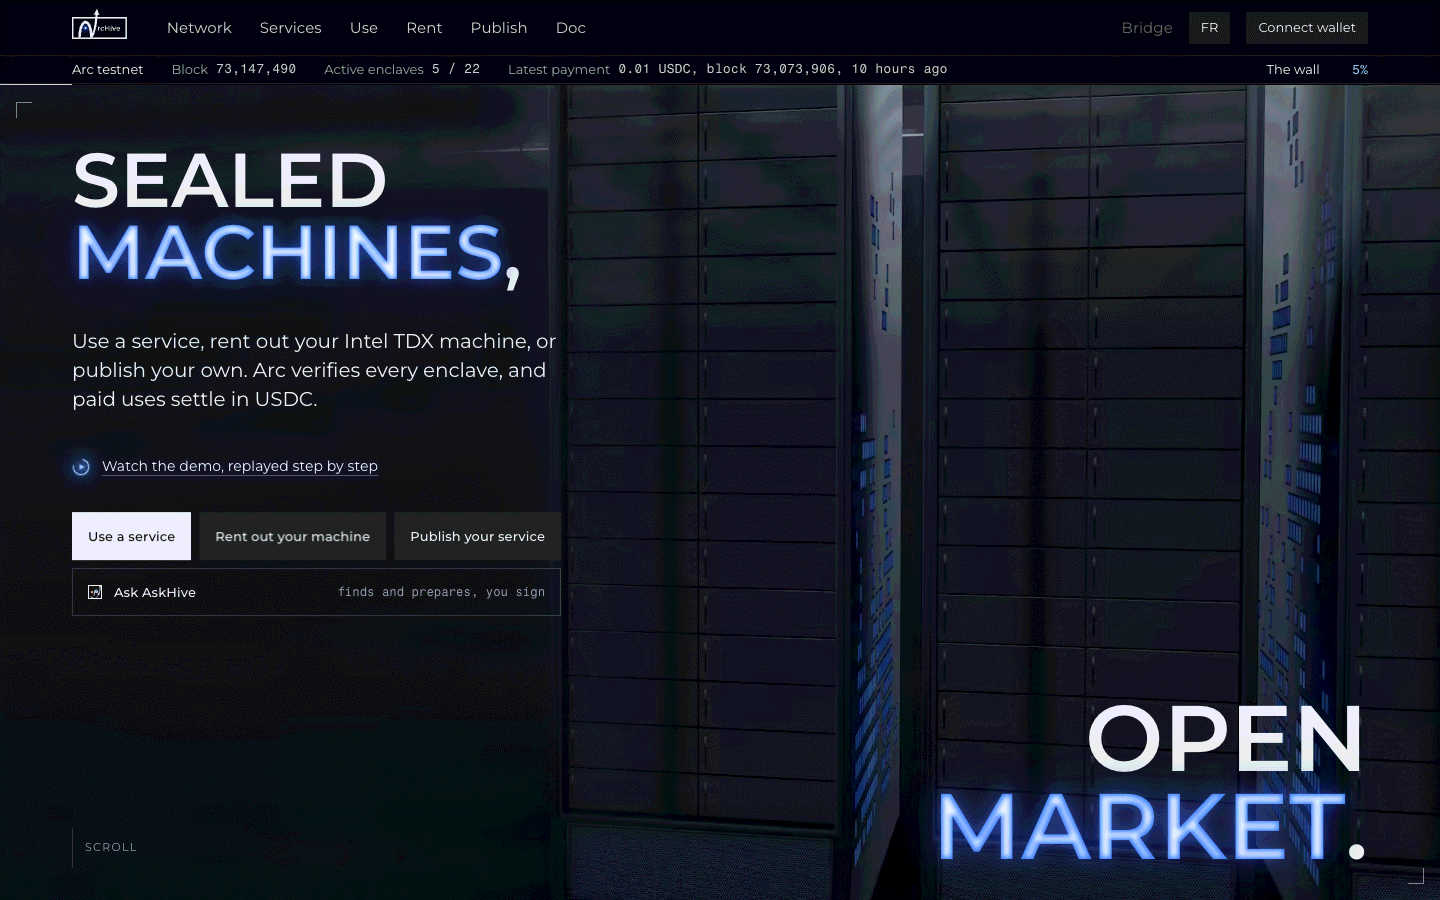 ArcHive
Network Services Use Rent Publish Doc Bridge FR Connect wallet
Arc testnet Block 73,147,490 Active enclaves 5 / 22 Latest payment 0.01 USDC, block 73,073,906, 10 hours ago The wall 5%
SEALED
MACHINES,
Use a service, rent out your Intel TDX machine, or
publish your own. Arc verifies every enclave, and
paid uses settle in USDC.
Watch the demo, replayed step by step
Use a service Rent out your machine Publish your service
Ask AskHive finds and prepares, you sign
OPEN
MARKET.
SCROLL